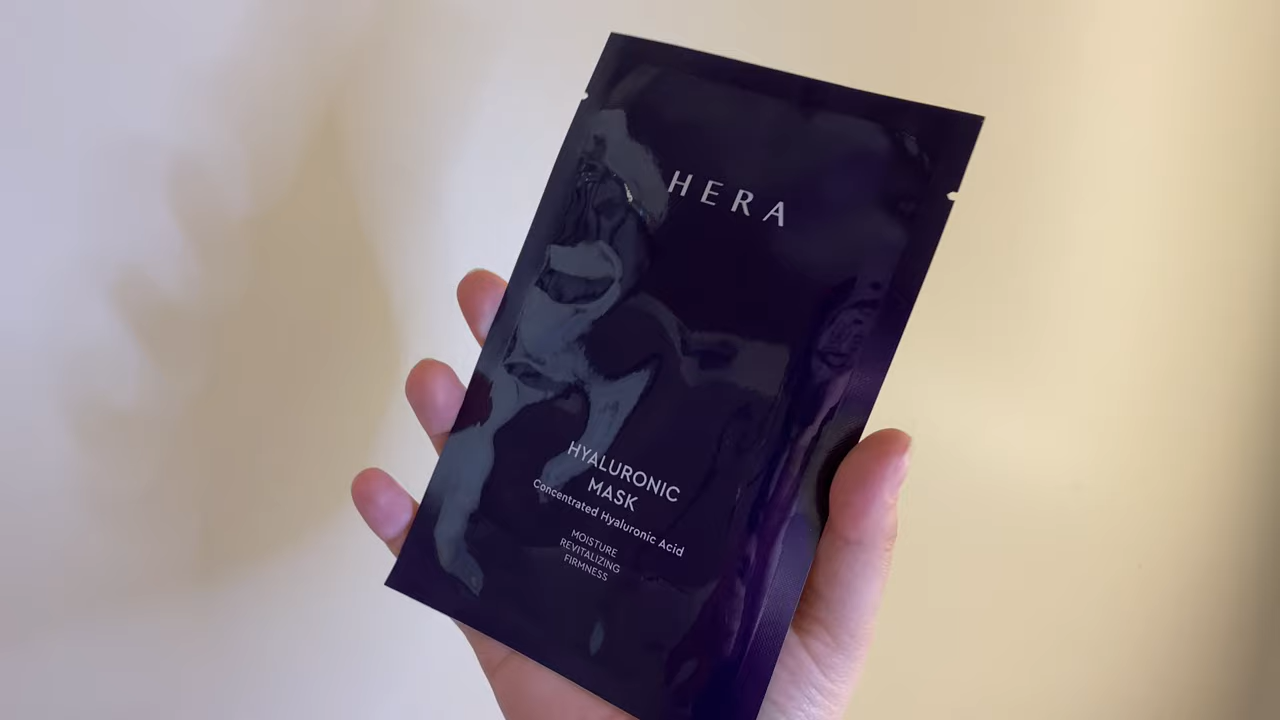 HERA
HYALURONIC
MASK
Concentrated Hyaluronic Acid
MOISTURE
REVITALIZING
FIRMNESS